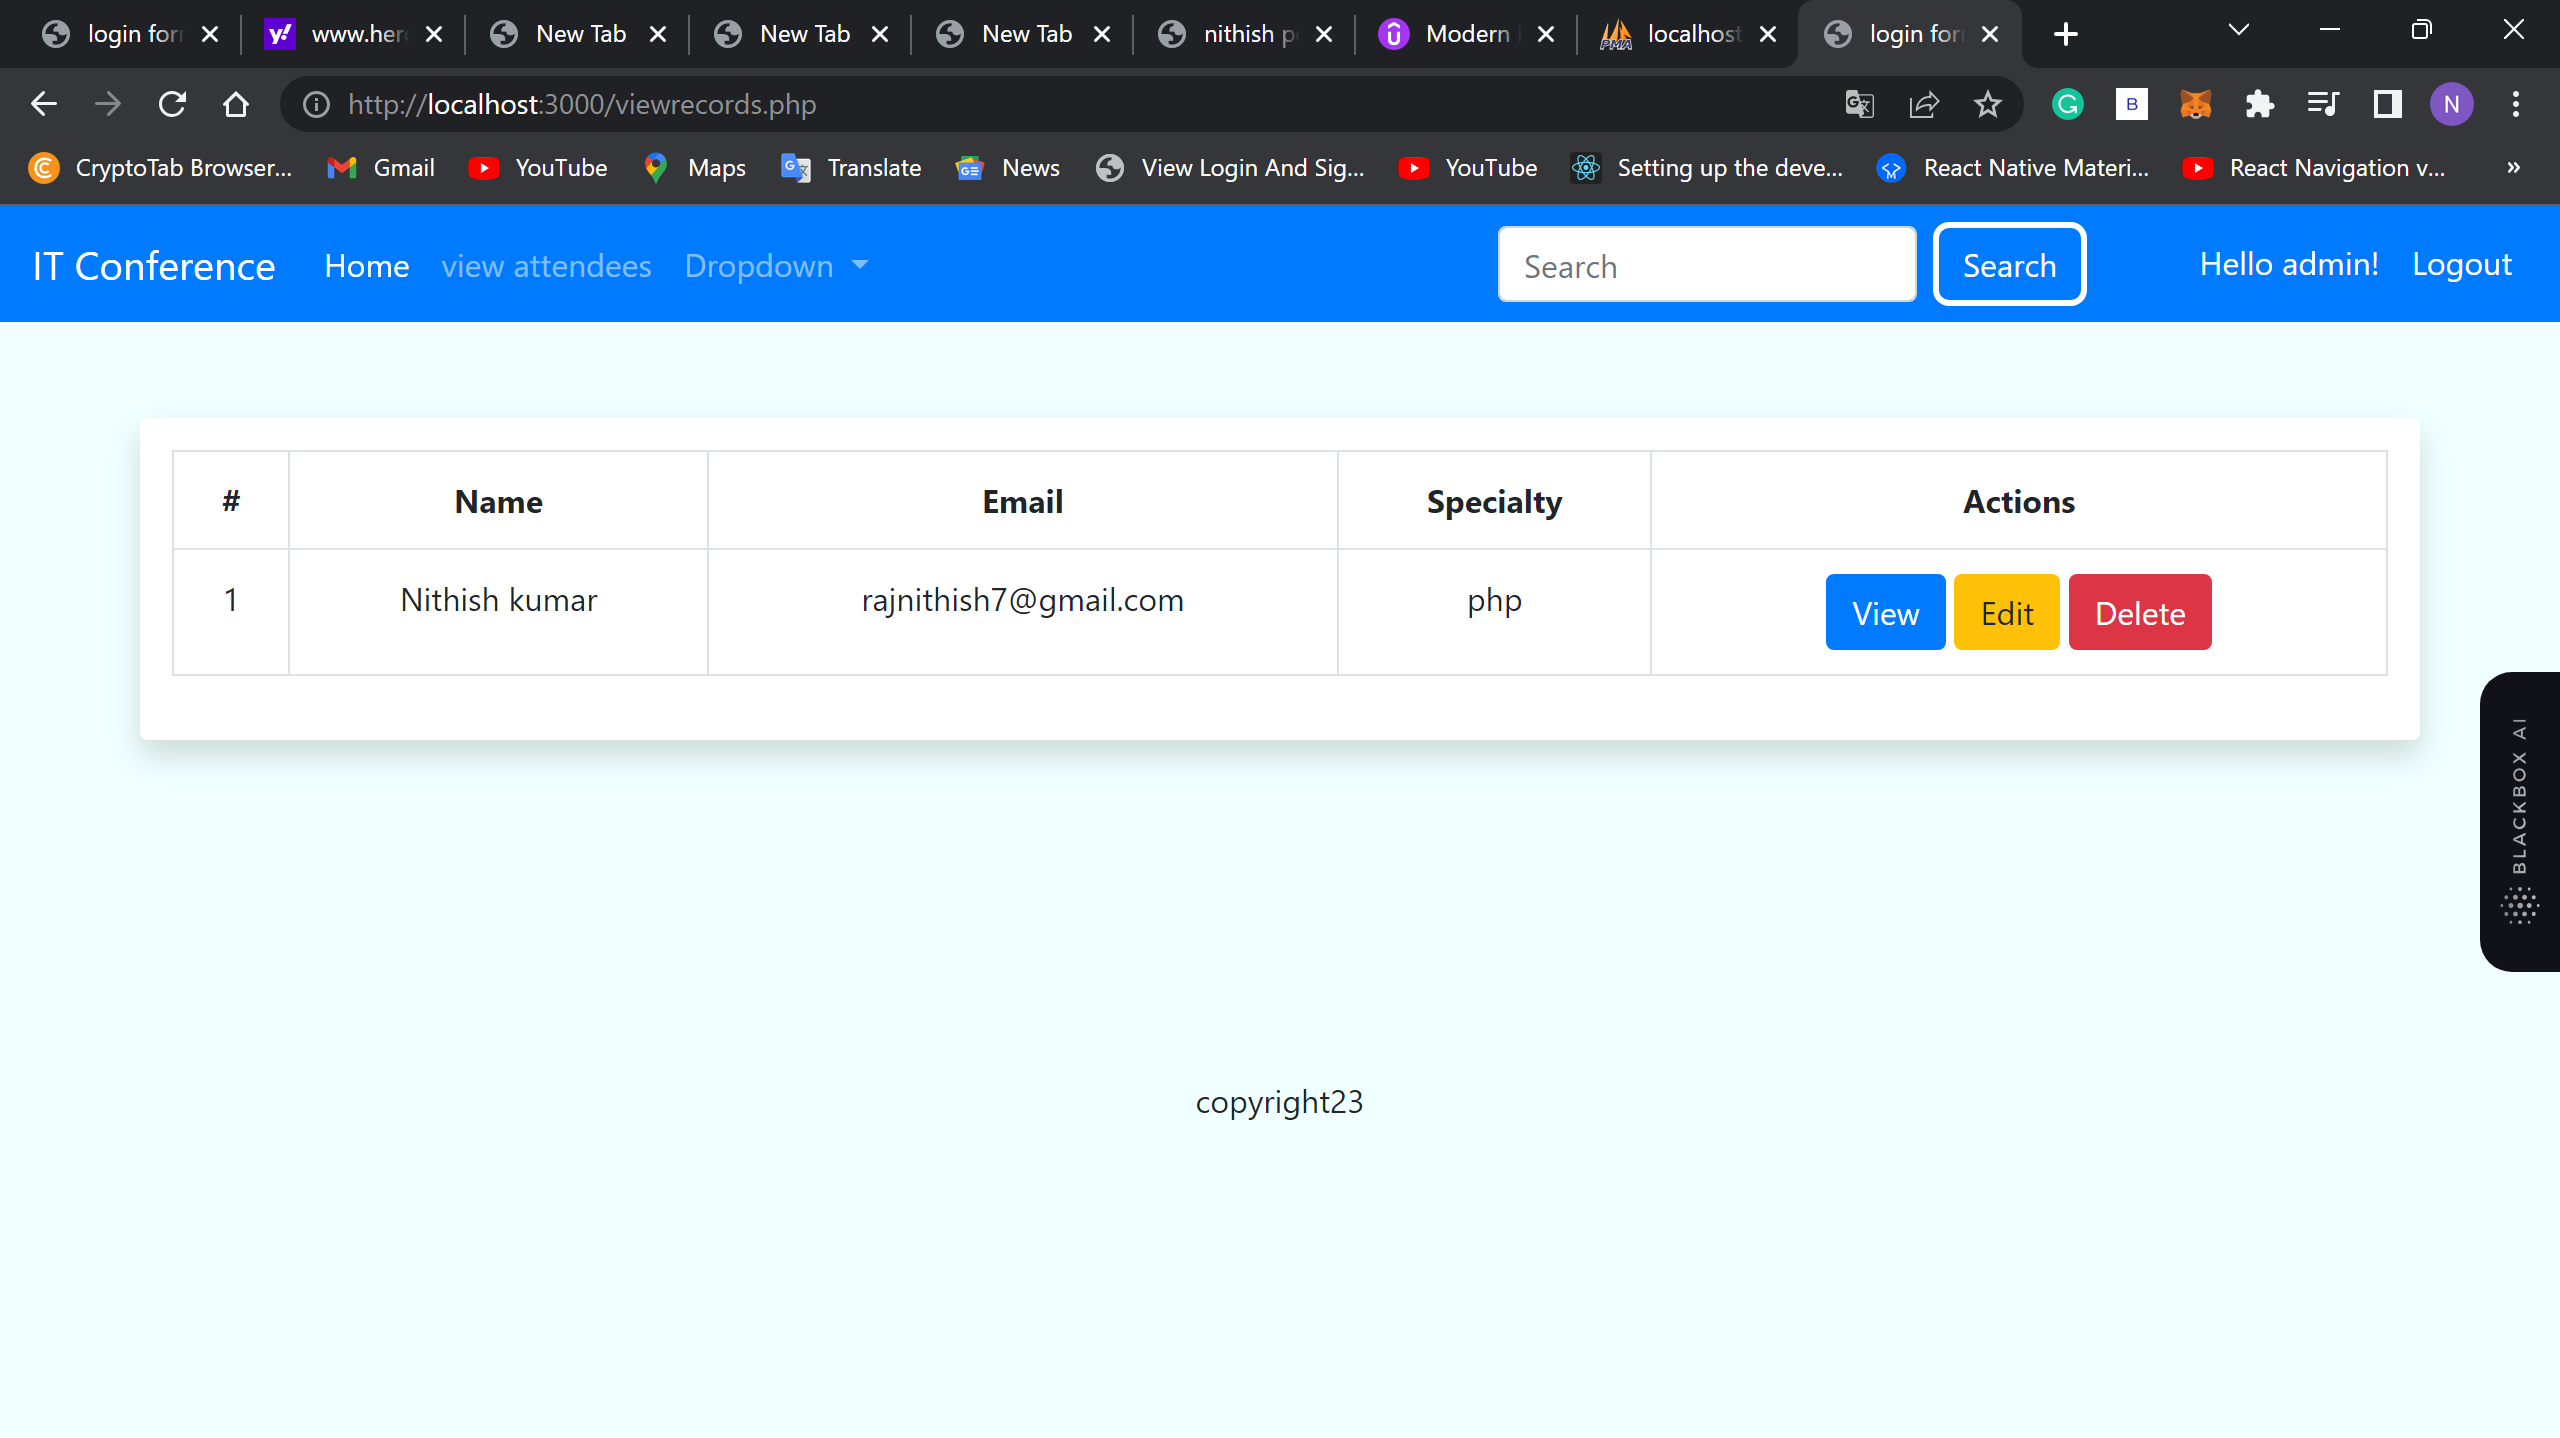 login for
www.herc
New Tab
New Tab
New Tab
nithish p
Modern
localhost
login for
http://localhost:3000/viewrecords.php
CryptoTab Browser...
Gmail
YouTube
Maps
Translate
News
View Login And Sig...
YouTube
Setting up the deve...
React Native Materi...
React Navigation v...
»
IT Conference
Home
view attendees
Dropdown
Search
Search
Hello admin!
Logout
# Name Email Specialty Actions
1 Nithish kumar rajnithish7@gmail.com php View Edit Delete
BLACKBOX AI
copyright23